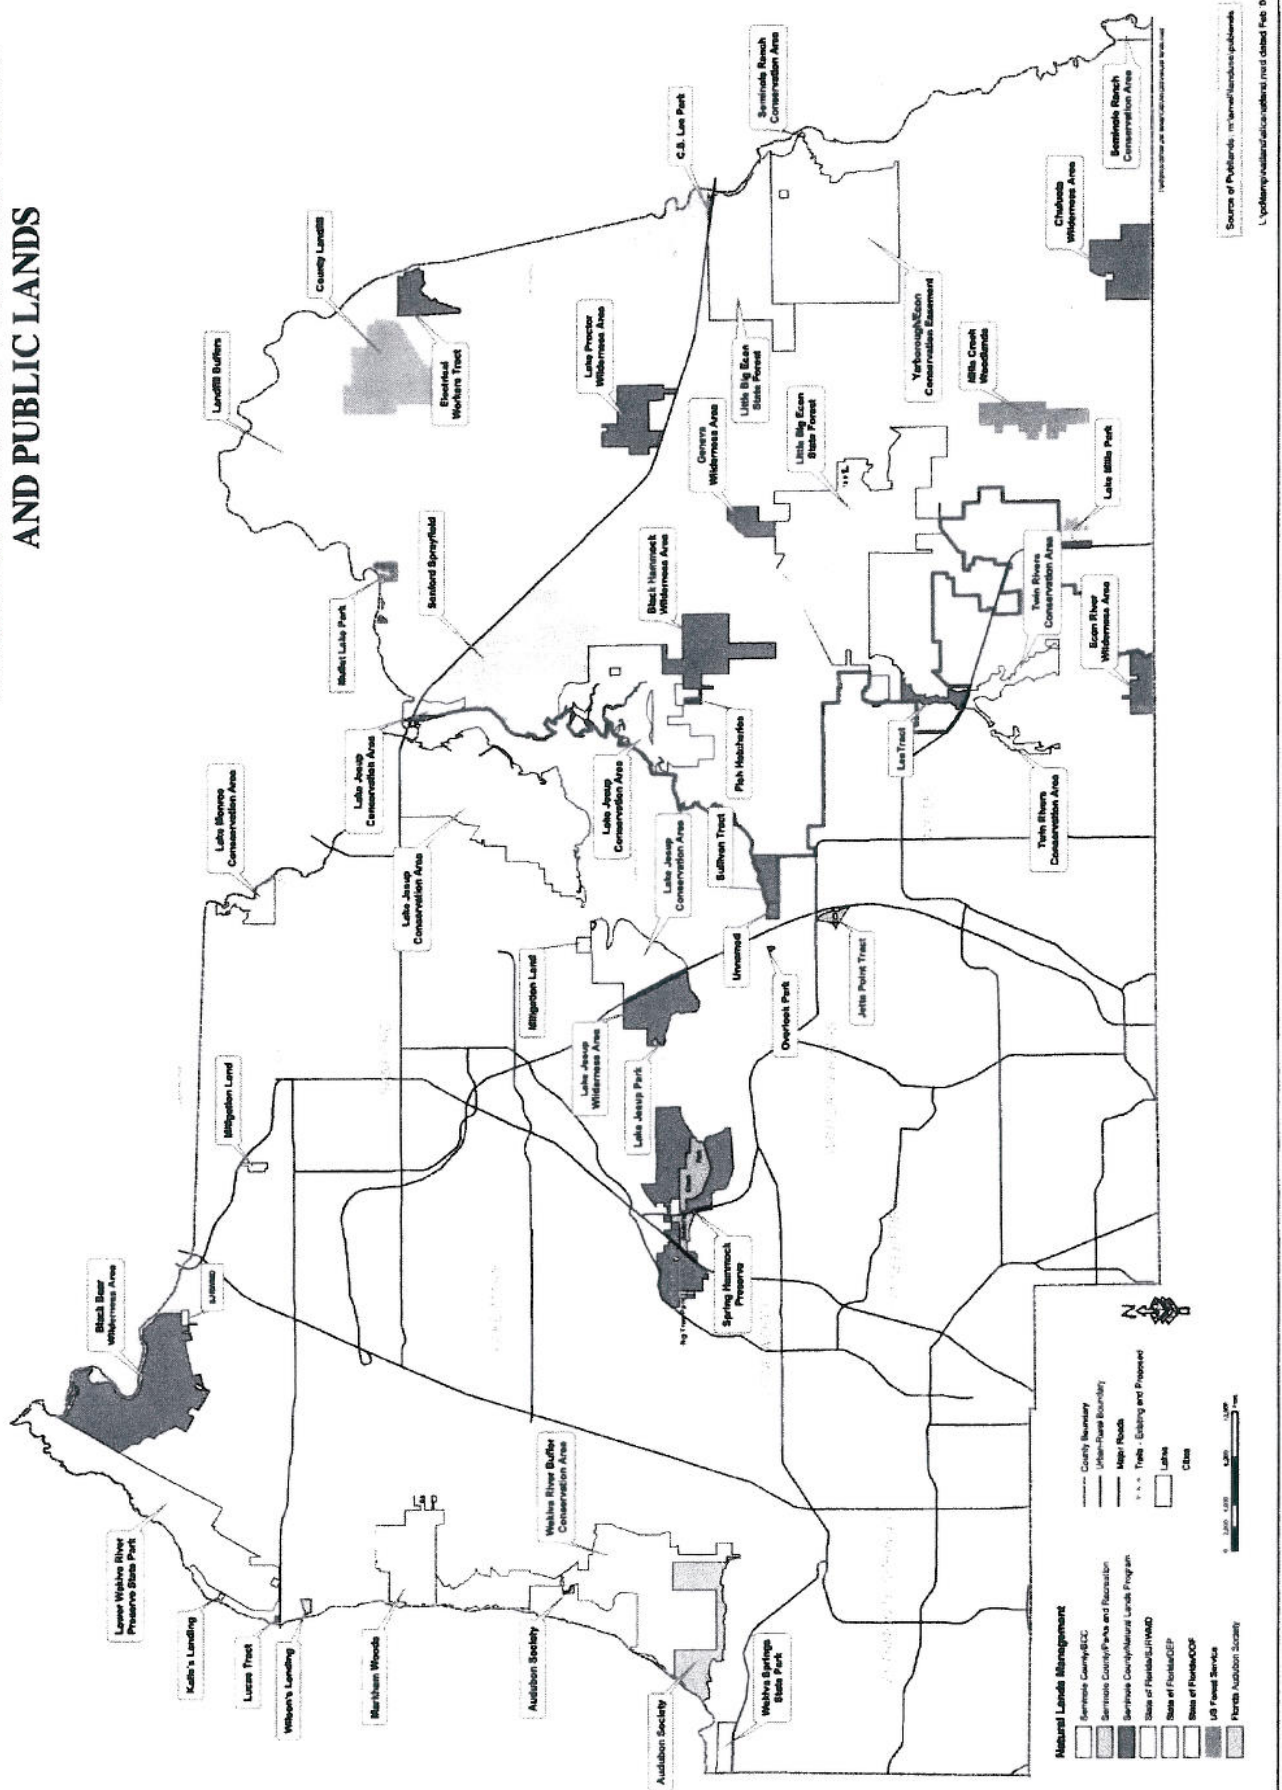 AND PUBLIC LANDS
Landfill Buffers
County Landfill
Mullet Lake Park
Sanford Sprayfield
Electrical
Workers Tract
Lake Proctor
Wilderness Area
C.S. Lee Park
Seminole Ranch
Conservation Area
Geneva
Wilderness Area
Little Big Econ
State Forest
Little Big Econ
State Forest
Yarborough/Econ
Conservation Easement
Mills Creek
Woodlands
Chuluota
Wilderness Area
Seminole Ranch
Conservation Area
Lake Mills Park
Black Hammock
Wilderness Area
Lake Monroe
Conservation Area
Lake Jesup
Conservation Area
Lake Jesup
Conservation Area
Lake Jesup
Conservation Area
Lake Jesup
Conservation Area
Fish Hatcheries
Sullivan Tract
Lee Tract
Twin Rivers
Conservation Area
Twin Rivers
Conservation Area
Econ River
Wilderness Area
Mitigation Land
Mitigation Land
Unnamed
Overlook Park
Jetta Point Tract
Lake Jesup
Wilderness Area
Lake Jesup Park
Spring Hammock
Preserve
Black Bear
Wilderness Area
SJRWMD
Lower Wekiva River
Preserve State Park
Katie's Landing
Lucas Tract
Wilson's Landing
Markham Woods
Wekiva River Buffer
Conservation Area
Audubon Society
Audubon Society
Wekiva Springs
State Park
Natural Lands Management
Seminole County/BCC
Seminole County/Parks and Recreation
Seminole County/Natural Lands Program
State of Florida/SJRWMD
State of Florida/DEP
State of Florida/DOF
US Forest Service
Florida Audubon Society
County Boundary
Urban-Rural Boundary
Major Roads
Trails - Existing and Proposed
Lakes
Cities
N